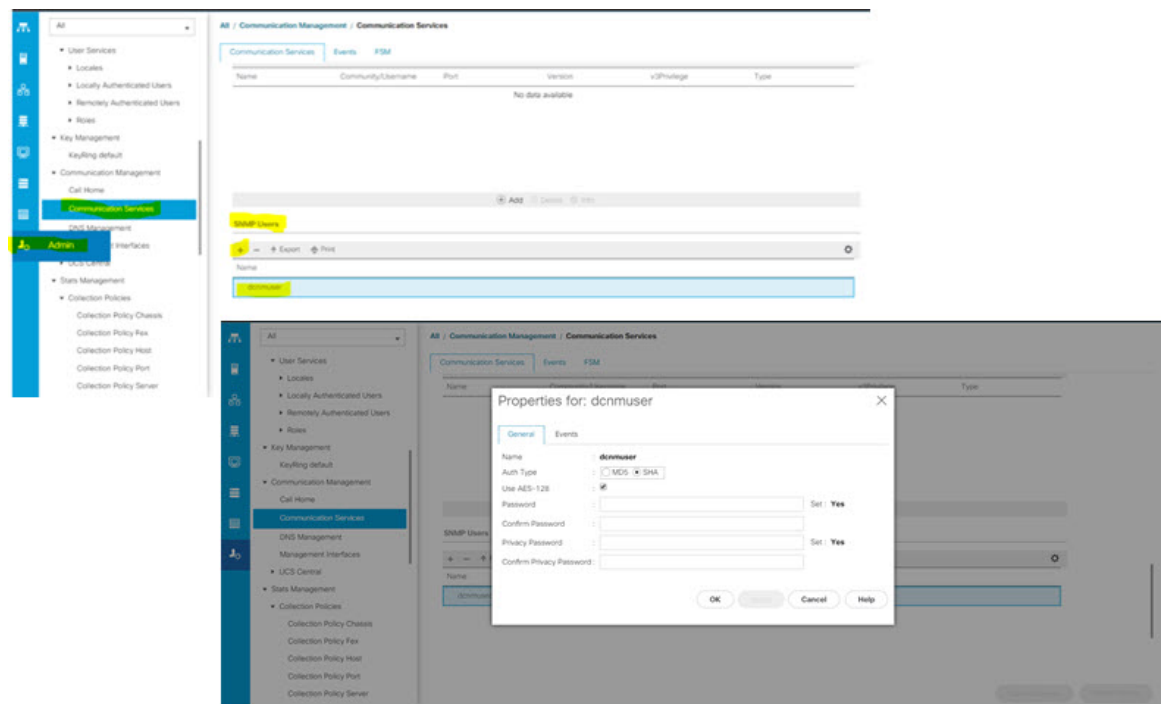 All
All / Communication Management / Communication Services
User Services
Communication Services Events FSM
Locales
Name Community/Username Port Version v3Privilege Type
Locally Authenticated Users
No data available
Remotely Authenticated Users
Roles
Key Management
KeyRing default
Communication Management
Call Home
Add Delete Info
Communication Services
SNMP Users
DNS Management
Admin
Interfaces
+ − Export Print
UCS Central
Name
Stats Management
dcnmuser
Collection Policies
Collection Policy Chassis
Collection Policy Fex
Collection Policy Host
Collection Policy Port
Collection Policy Server
All
All / Communication Management / Communication Services
User Services
Communication Services Events FSM
Locales
Name Community/Username Port Version v3Privilege Type
Locally Authenticated Users
Remotely Authenticated Users
Roles
Key Management
KeyRing default
Communication Management
Call Home
Communication Services
DNS Management
Management Interfaces
UCS Central
Stats Management
Collection Policies
Collection Policy Chassis
Collection Policy Fex
Collection Policy Host
Collection Policy Port
Collection Policy Server
SNMP Users
+ −
Name
dcnmuser
Properties for: dcnmuser
General Events
Name : dcnmuser
Auth Type : MD5 SHA
Use AES-128 :
Password : Set : Yes
Confirm Password :
Privacy Password : Set : Yes
Confirm Privacy Password :
OK Cancel Help